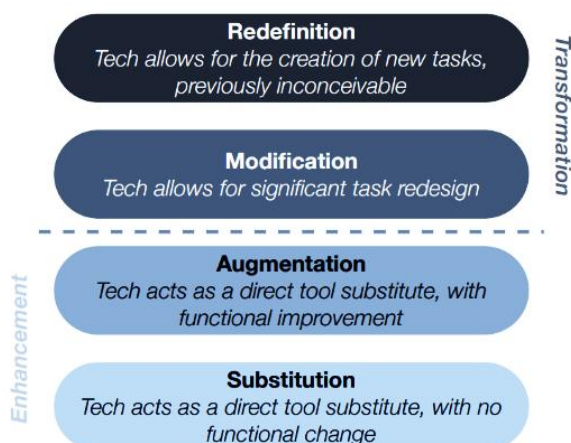 Redefinition
Tech allows for the creation of new tasks,
previously inconceivable
Transformation
Modification
Tech allows for significant task redesign
Augmentation
Tech acts as a direct tool substitute, with
functional improvement
Enhancement
Substitution
Tech acts as a direct tool substitute, with no
functional change